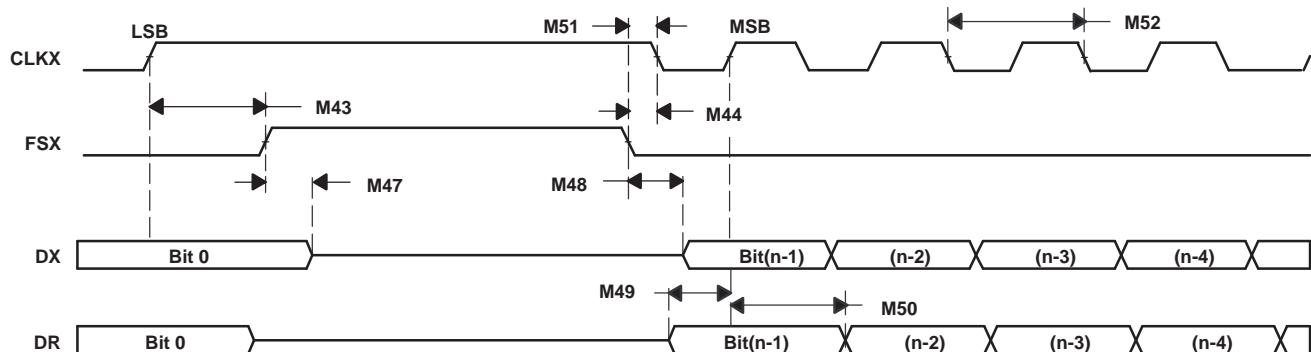 LSB M51 MSB M52
CLKX
M43 M44
FSX
M47 M48
DX Bit 0 Bit(n-1) (n-2) (n-3) (n-4)
M49 M50
DR Bit 0 Bit(n-1) (n-2) (n-3) (n-4)